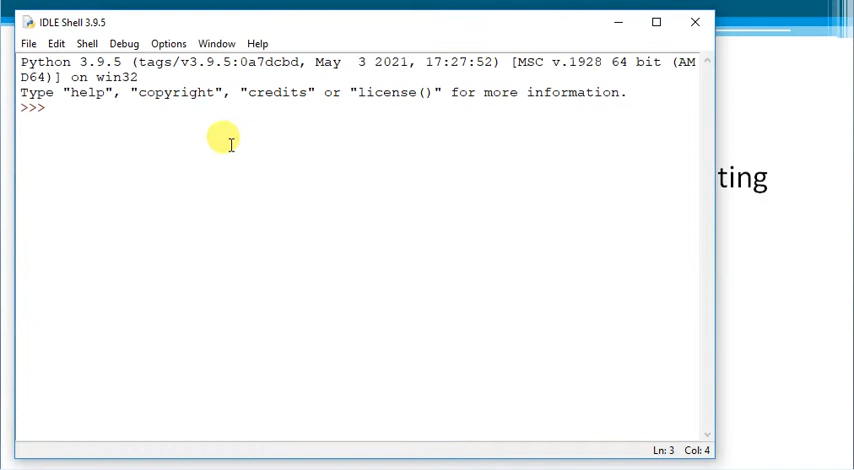 IDLE Shell 3.9.5
File Edit Shell Debug Options Window Help
Python 3.9.5 (tags/v3.9.5:0a7dcbd, May  3 2021, 17:27:52) [MSC v.1928 64 bit (AM
D64)] on win32
Type "help", "copyright", "credits" or "license()" for more information.
>>>
ting
Ln: 3 Col: 4